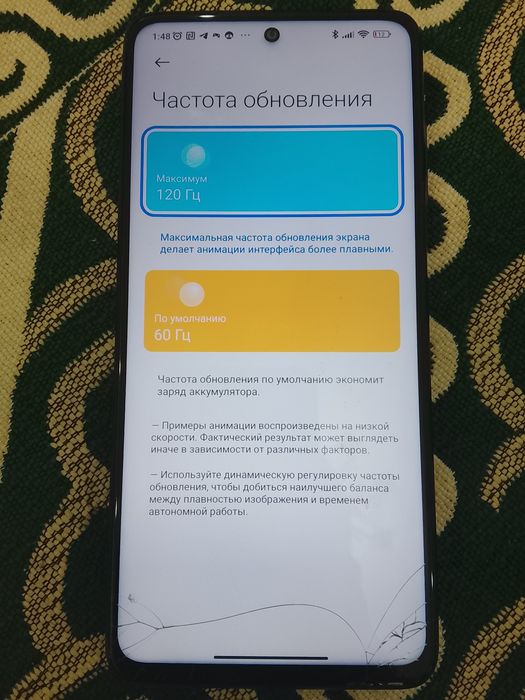 1:48
12
Частота обновления
Максимум
120 Гц
Максимальная частота обновления экрана
делает анимации интерфейса более плавными.
По умолчанию
60 Гц
Частота обновления по умолчанию экономит
заряд аккумулятора.
— Примеры анимации воспроизведены на низкой
скорости. Фактический результат может выглядеть
иначе в зависимости от различных факторов.
— Используйте динамическую регулировку частоты
обновления, чтобы добиться наилучшего баланса
между плавностью изображения и временем
автономной работы.